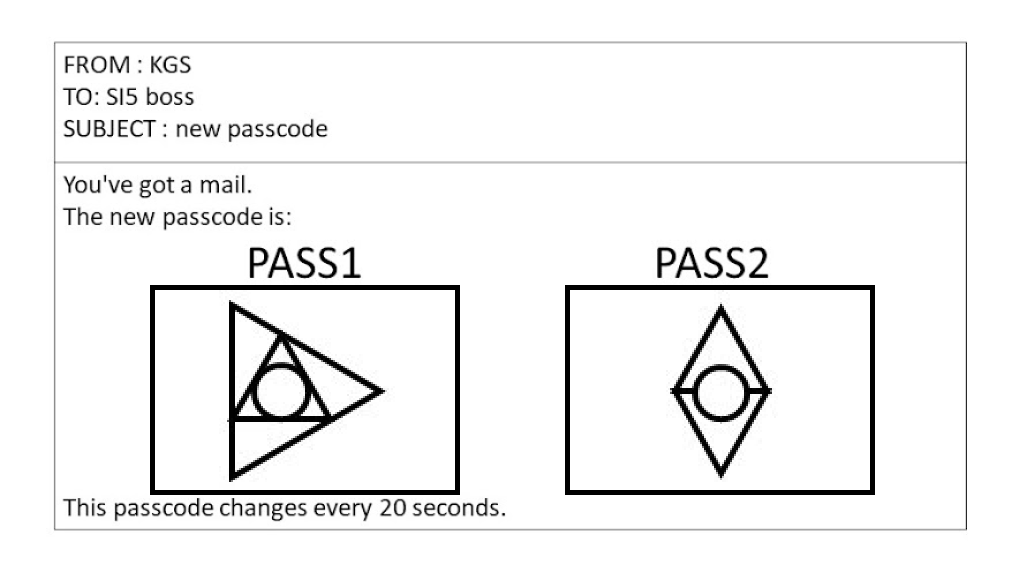 FROM : KGS
TO: SI5 boss
SUBJECT : new passcode
You've got a mail.
The new passcode is:
PASS1
PASS2
This passcode changes every 20 seconds.